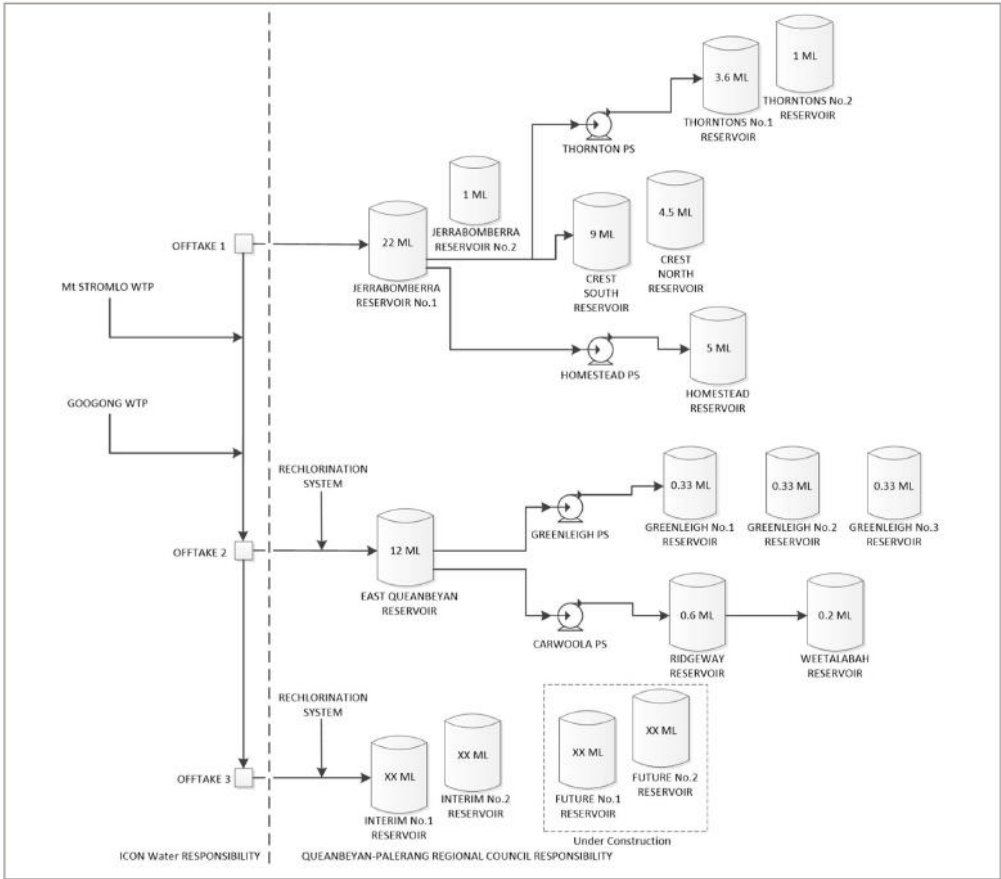 1 ML
3.6 ML
THORNTONS No.2
RESERVOIR
THORNTONS No.1
RESERVOIR
THORNTON PS
1 ML
4.5 ML
JERRABOMBERRA
RESERVOIR No.2
OFFTAKE 1
22 ML
9 ML
CREST
NORTH
RESERVOIR
CREST
SOUTH
RESERVOIR
JERRABOMBERRA
RESERVOIR No.1
Mt STROMLO WTP
5 ML
HOMESTEAD PS
HOMESTEAD
RESERVOIR
GOOGONG WTP
RECHLORINATION
SYSTEM
0.33 ML
0.33 ML
0.33 ML
GREENLEIGH No.1
RESERVOIR
GREENLEIGH No.2
RESERVOIR
GREENLEIGH No.3
RESERVOIR
GREENLEIGH PS
OFFTAKE 2
12 ML
EAST QUEANBEYAN
RESERVOIR
0.6 ML
0.2 ML
CARWOOLA PS
RIDGEWAY
RESERVOIR
WEETALABAH
RESERVOIR
RECHLORINATION
SYSTEM
XX ML
XX ML
XX ML
XX ML
OFFTAKE 3
INTERIM No.2
RESERVOIR
FUTURE No.2
RESERVOIR
INTERIM No.1
RESERVOIR
FUTURE No.1
RESERVOIR
Under Construction
ICON Water RESPONSIBILITY
QUEANBEYAN-PALERANG REGIONAL COUNCIL RESPONSIBILITY